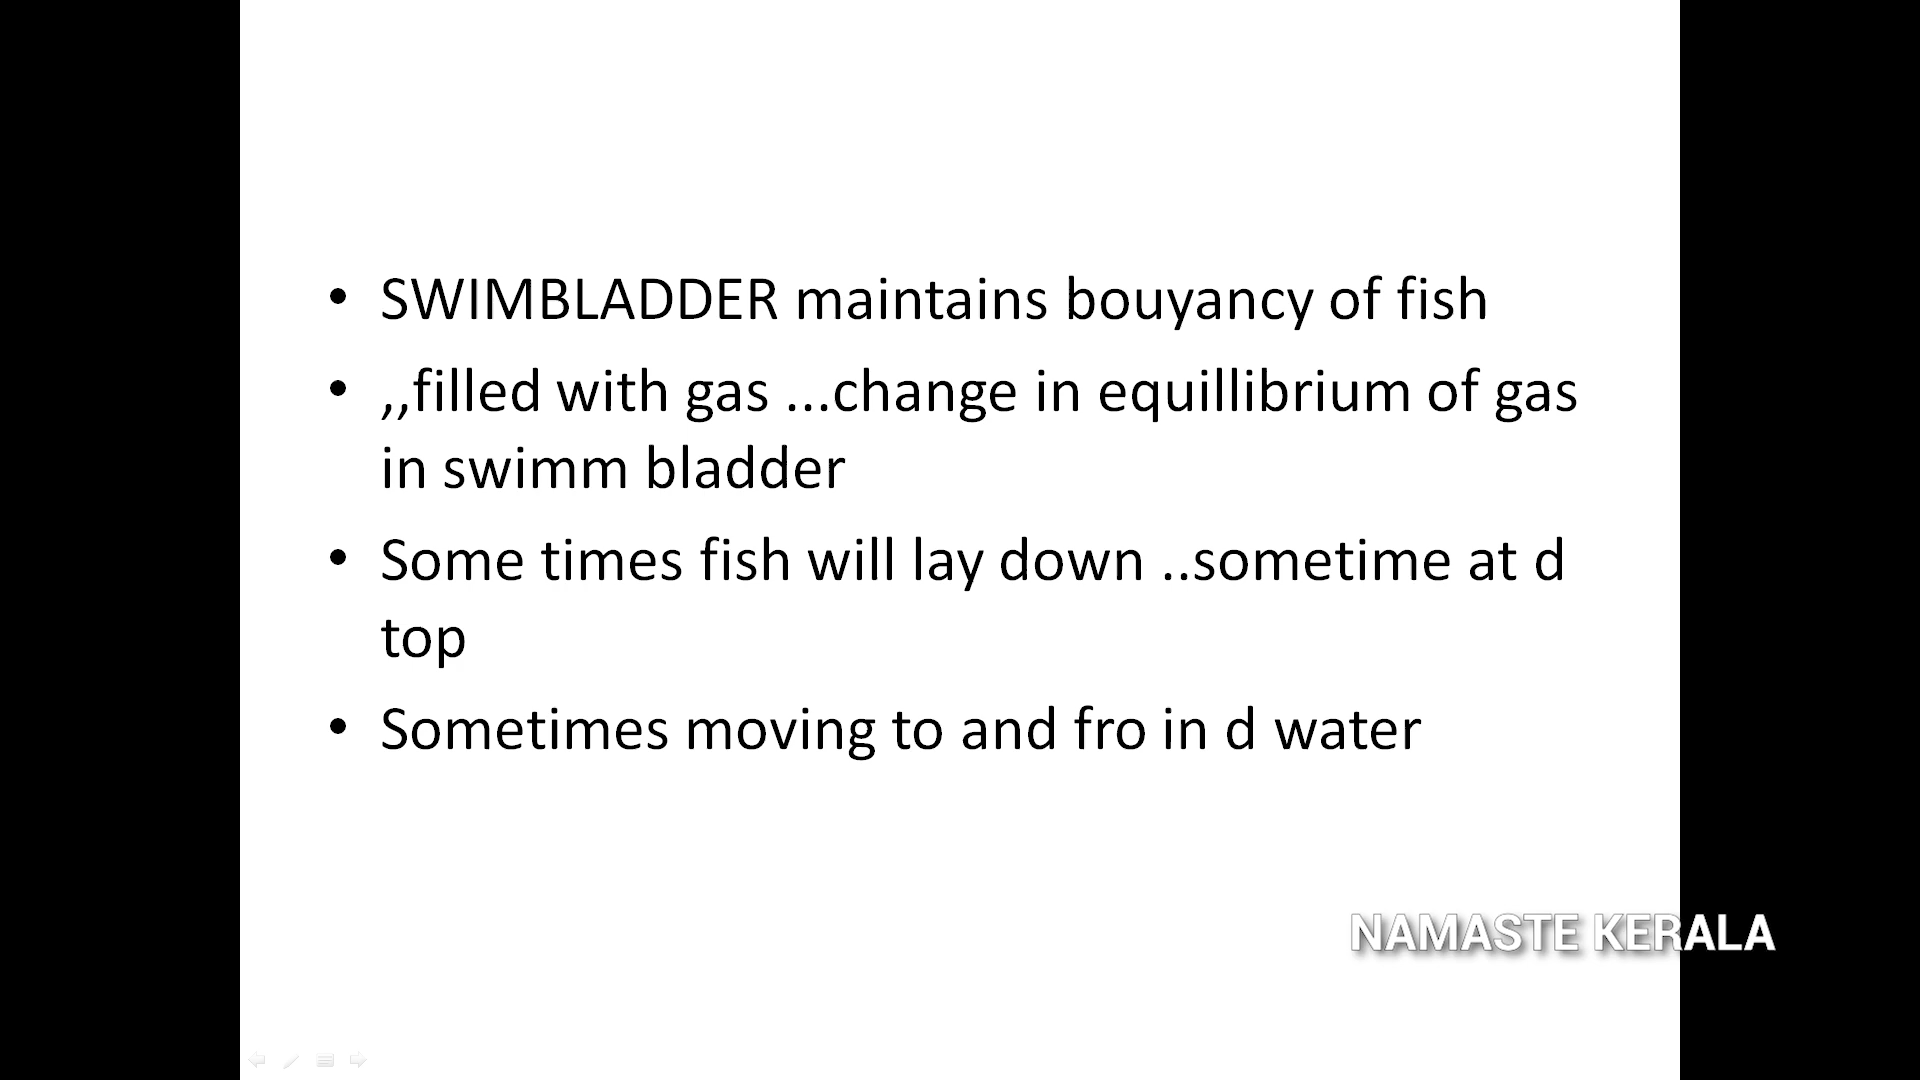 • SWIMBLADDER maintains bouyancy of fish
• ,,filled with gas ...change in equillibrium of gas
in swimm bladder
• Some times fish will lay down ..sometime at d
top
• Sometimes moving to and fro in d water
NAMASTE KERALA